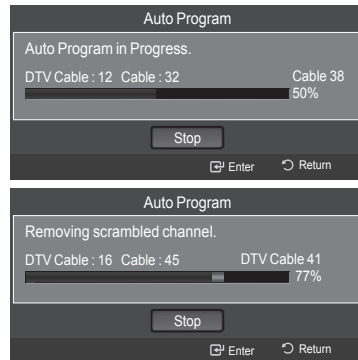 Auto Program
Auto Program in Progress.
DTV Cable : 12 Cable : 32 Cable 38
50%
Stop
Enter Return
Auto Program
Removing scrambled channel.
DTV Cable : 16 Cable : 45 DTV Cable 41
77%
Stop
Enter Return